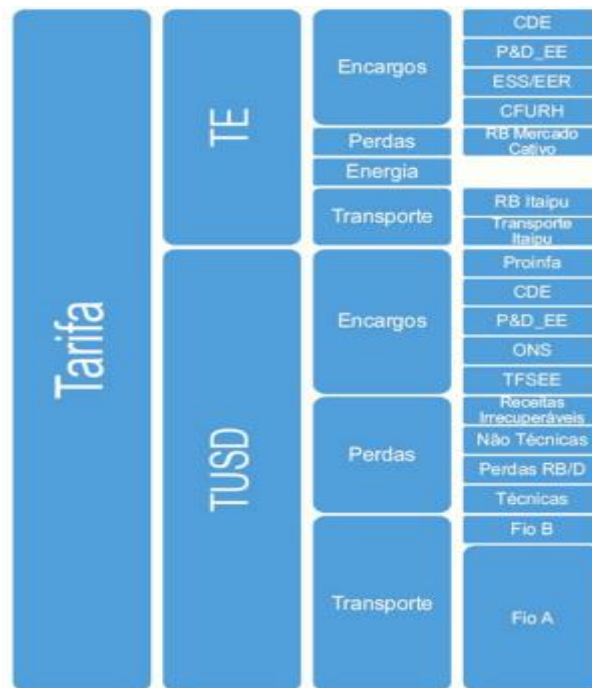 Tarifa
TE
Encargos
CDE
P&D_EE
ESS/EER
CFURH
Perdas
RB Mercado
Cativo
Energia
Transporte
RB Itaipu
Transporte
Itaipu
TUSD
Encargos
Proinfa
CDE
P&D_EE
ONS
TFSEE
Perdas
Receitas
Irrecuperáveis
Não Técnicas
Perdas RB/D
Técnicas
Transporte
Fio B
Fio A